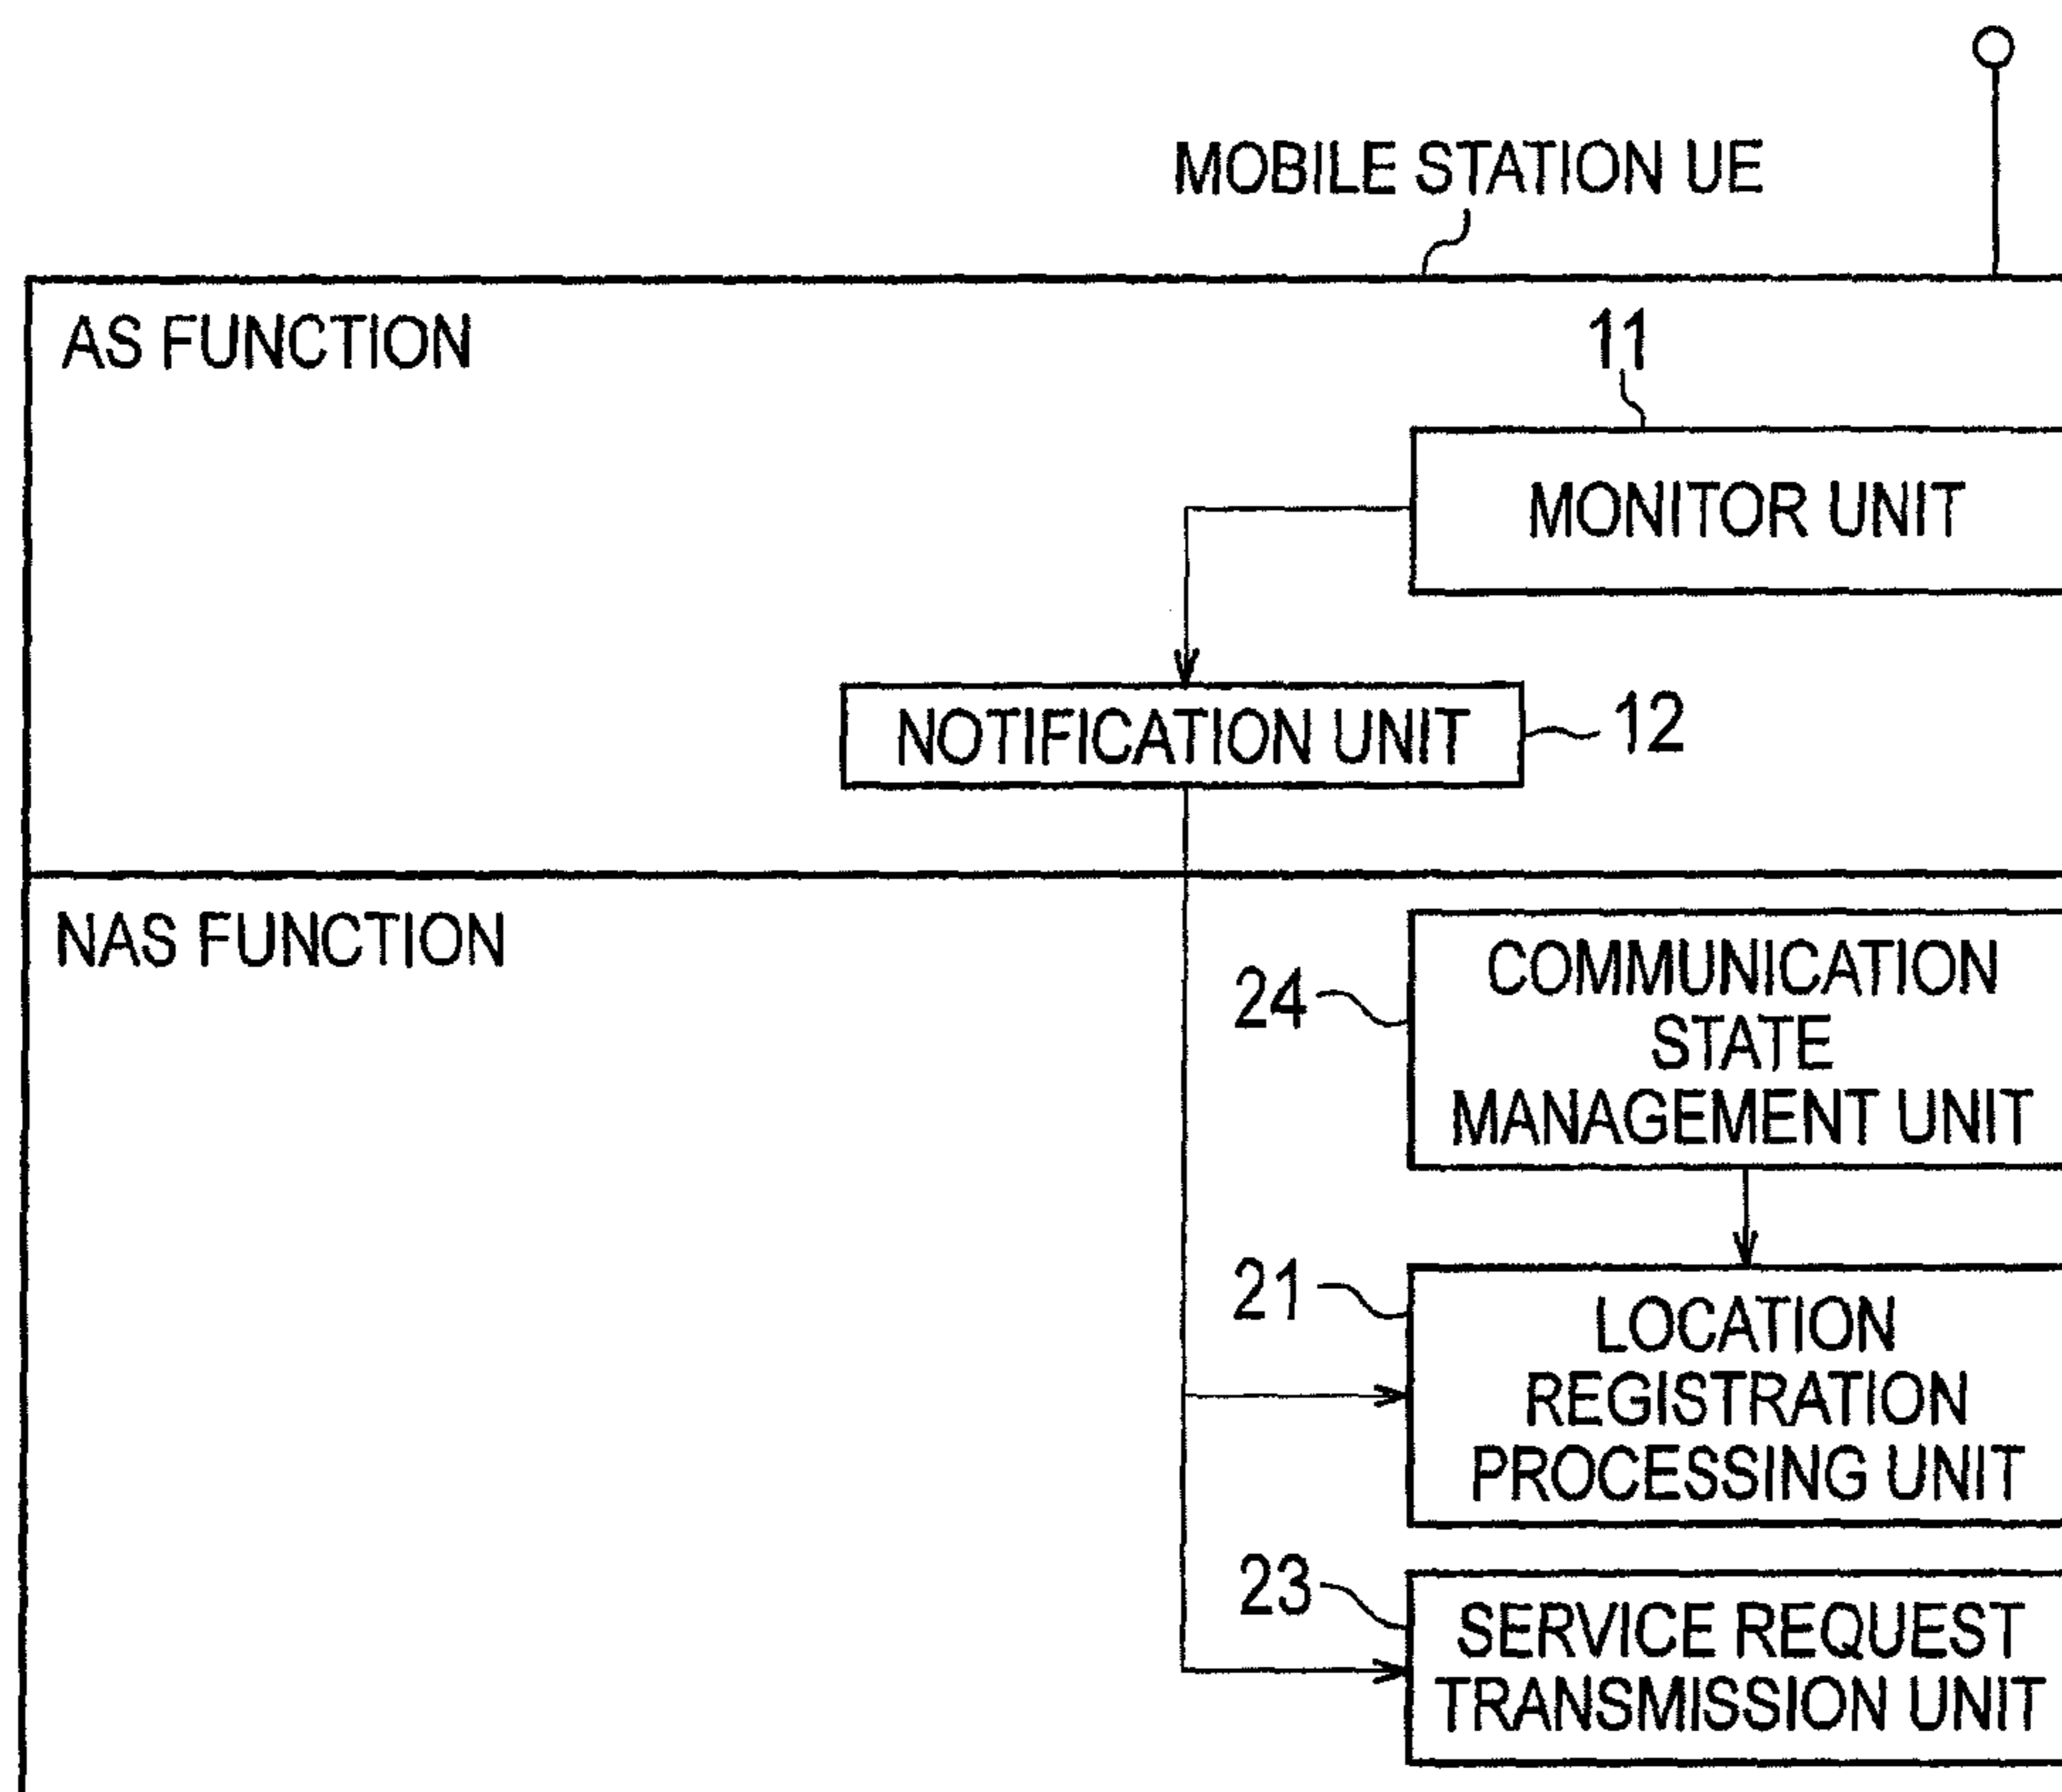 MOBILE STATION UE
AS FUNCTION
11
MONITOR UNIT
NOTIFICATION UNIT
12
NAS FUNCTION
24
COMMUNICATION
STATE
MANAGEMENT UNIT
21
LOCATION
REGISTRATION
PROCESSING UNIT
23
SERVICE REQUEST
TRANSMISSION UNIT